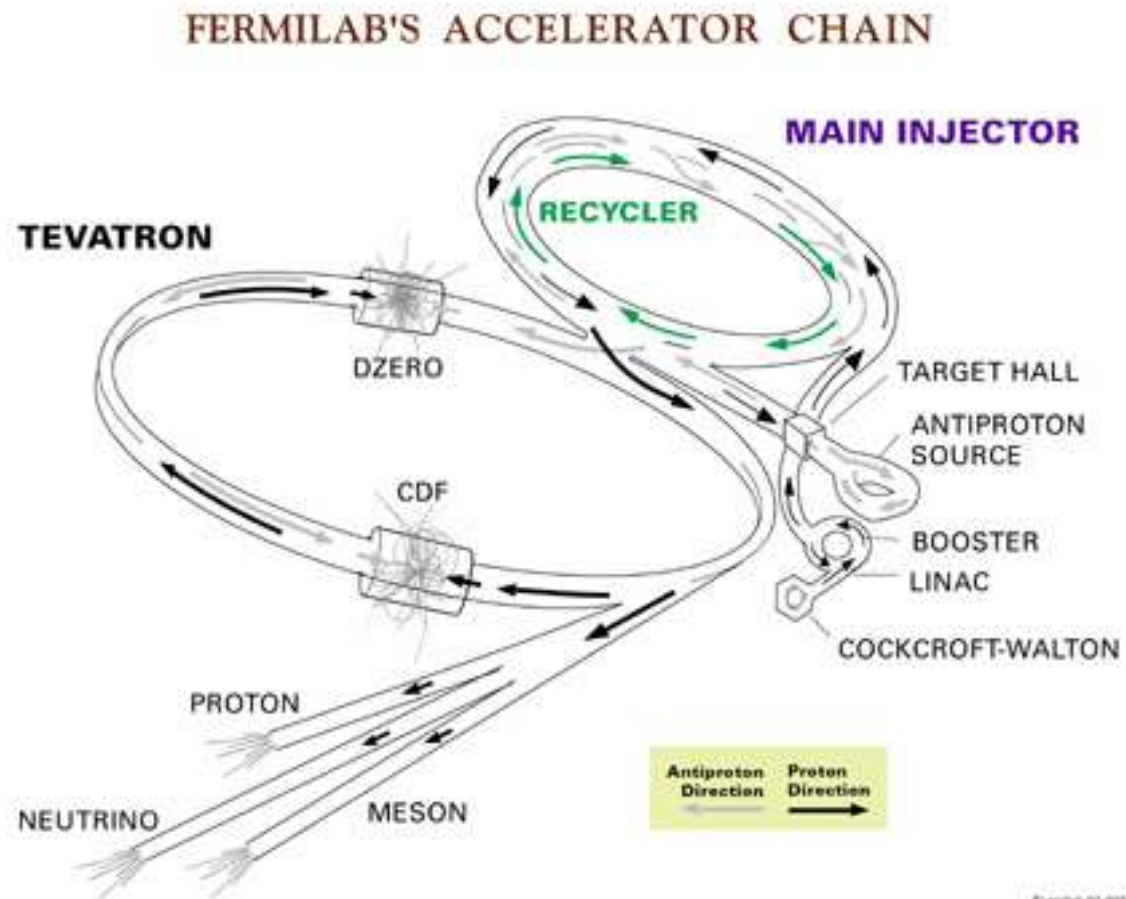 FERMILAB'S ACCELERATOR CHAIN
MAIN INJECTOR
RECYCLER
TEVATRON
DZERO
TARGET HALL
ANTIPROTON
SOURCE
CDF
BOOSTER
LINAC
COCKCROFT-WALTON
PROTON
NEUTRINO
MESON
Antiproton Direction
Proton Direction